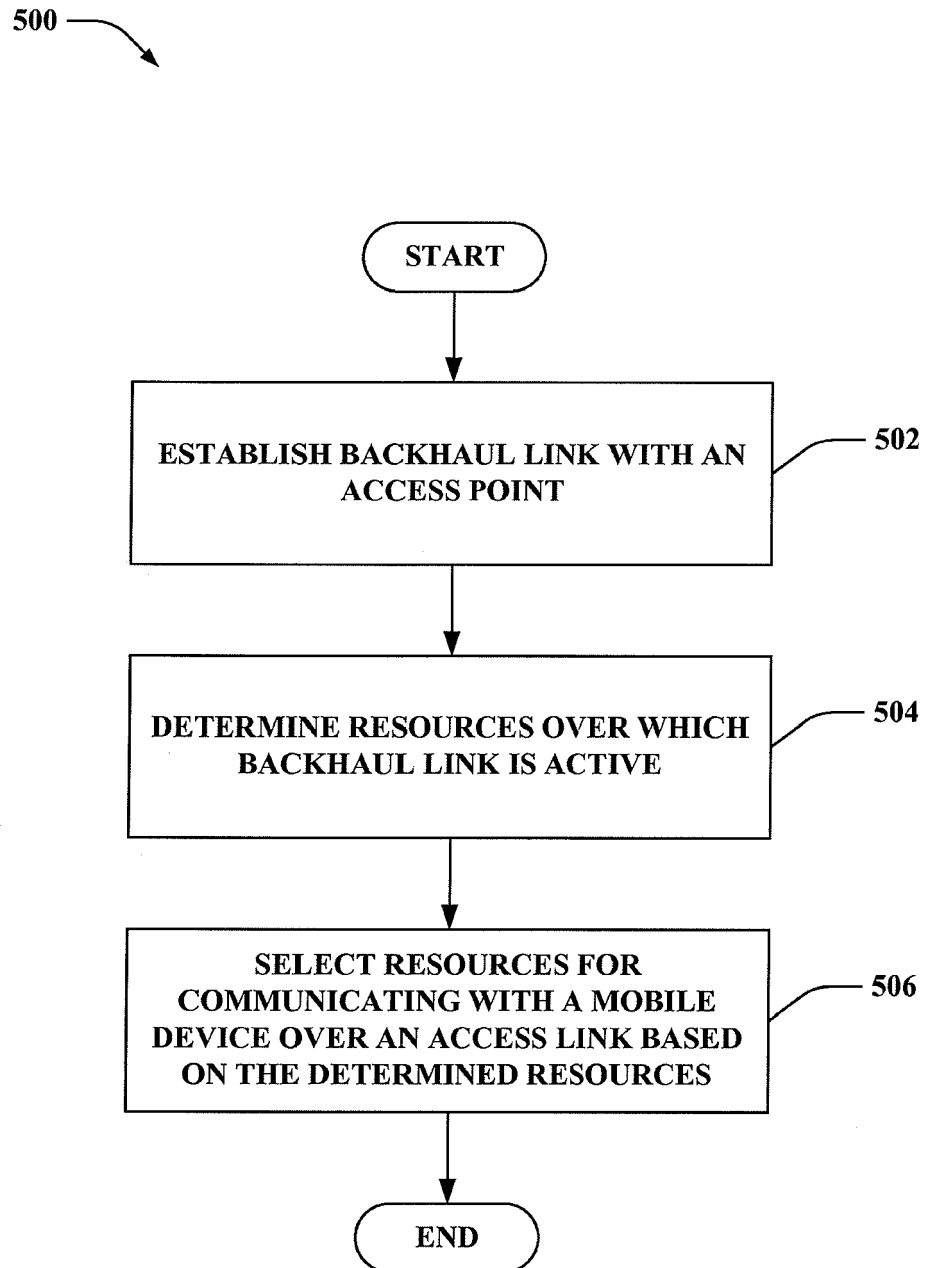 500
START
ESTABLISH BACKHAUL LINK WITH AN
ACCESS POINT
502
DETERMINE RESOURCES OVER WHICH
BACKHAUL LINK IS ACTIVE
504
SELECT RESOURCES FOR
COMMUNICATING WITH A MOBILE
DEVICE OVER AN ACCESS LINK BASED
ON THE DETERMINED RESOURCES
506
END